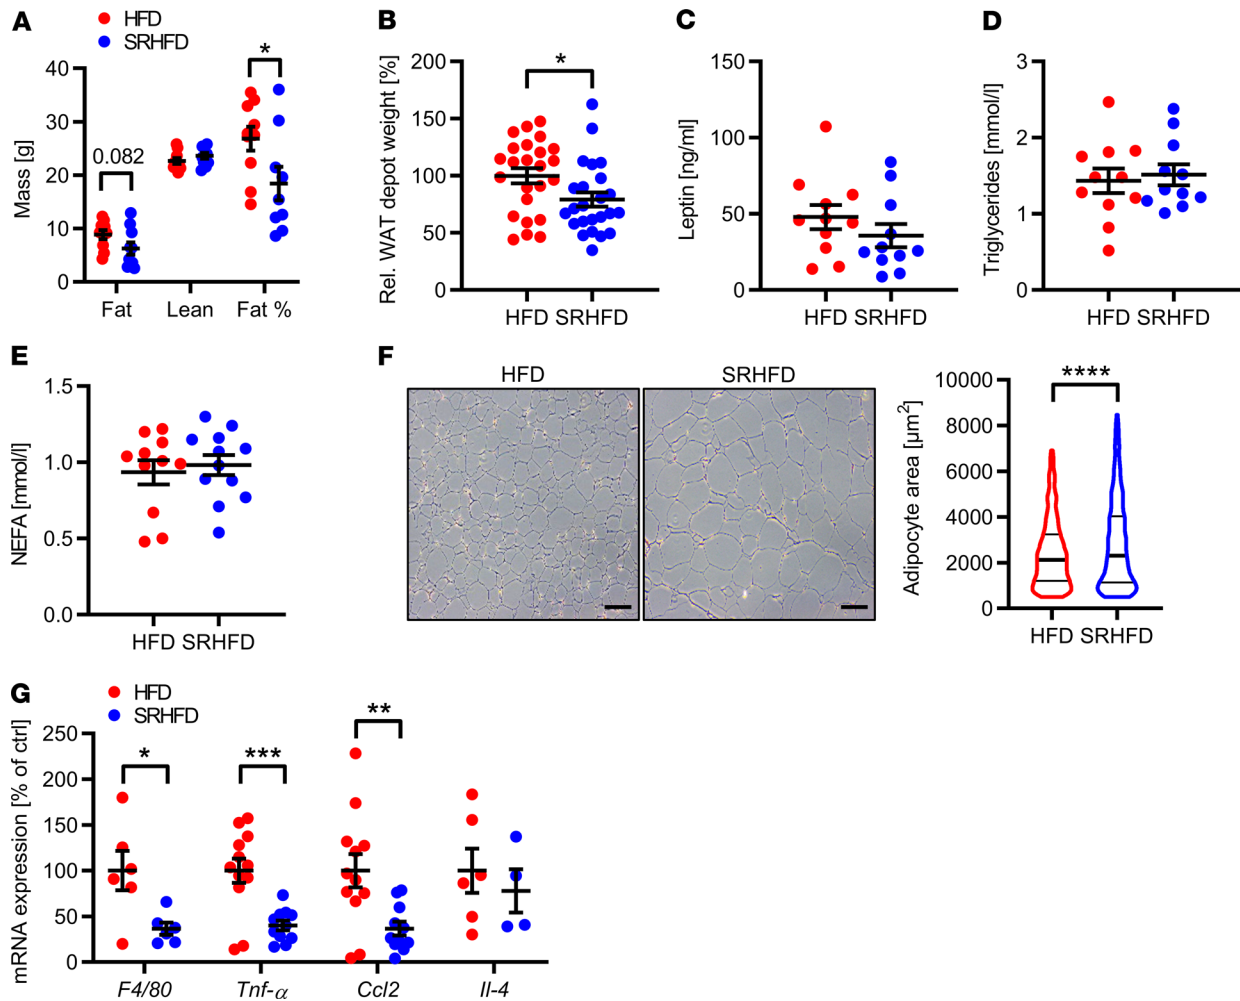 A
HFD
SRHFD
Mass [g]
40
30
20
10
0
0.082
*
Fat
Lean
Fat %
B
Rel. WAT depot weight [%]
200
150
100
50
0
*
HFD SRHFD
C
Leptin [ng/ml]
150
100
50
0
HFD SRHFD
D
Triglycerides [mmol/l]
3
2
1
0
HFD SRHFD
E
NEFA [mmol/l]
1.5
1.0
0.5
0.0
HFD SRHFD
F
HFD
SRHFD
Adipocyte area [µm²]
10000
8000
6000
4000
2000
0
****
HFD SRHFD
G
HFD
SRHFD
mRNA expression [% of ctrl]
250
200
150
100
50
0
*
***
**
F4/80
Tnf-α
Ccl2
Il-4